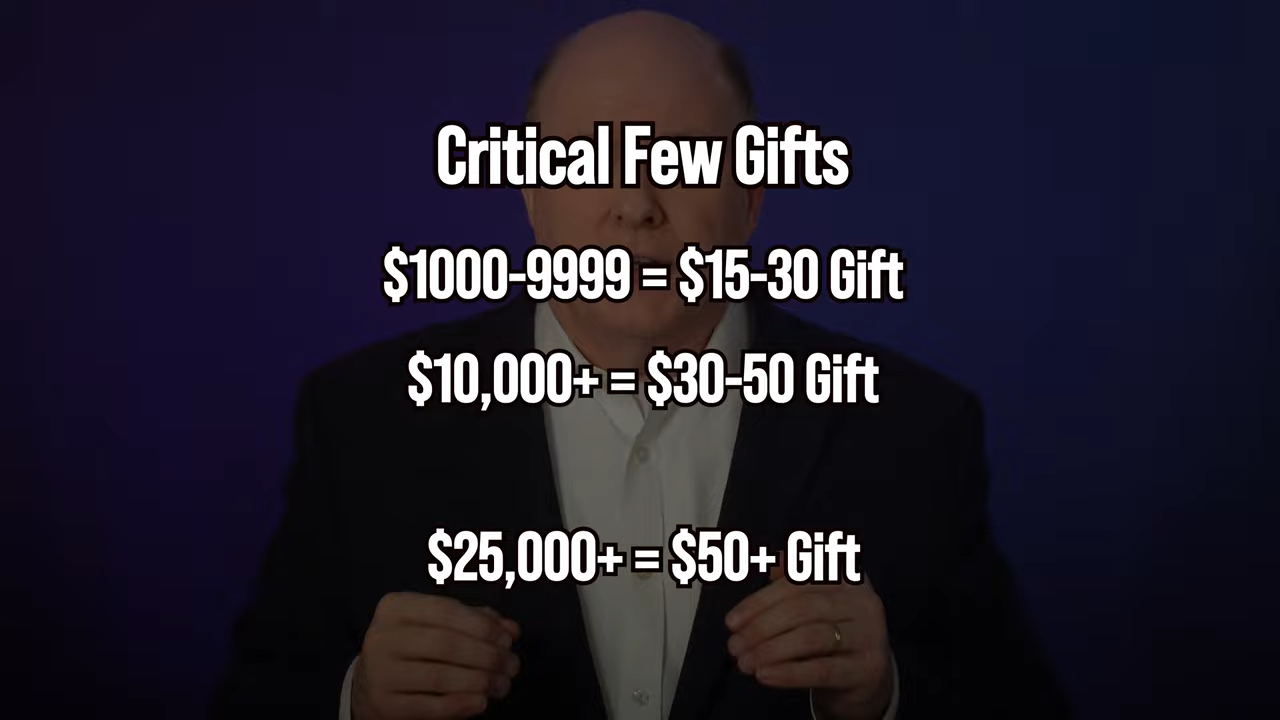 Critical Few Gifts
$1000-9999 = $15-30 Gift
$10,000+ = $30-50 Gift
$25,000+ = $50+ Gift